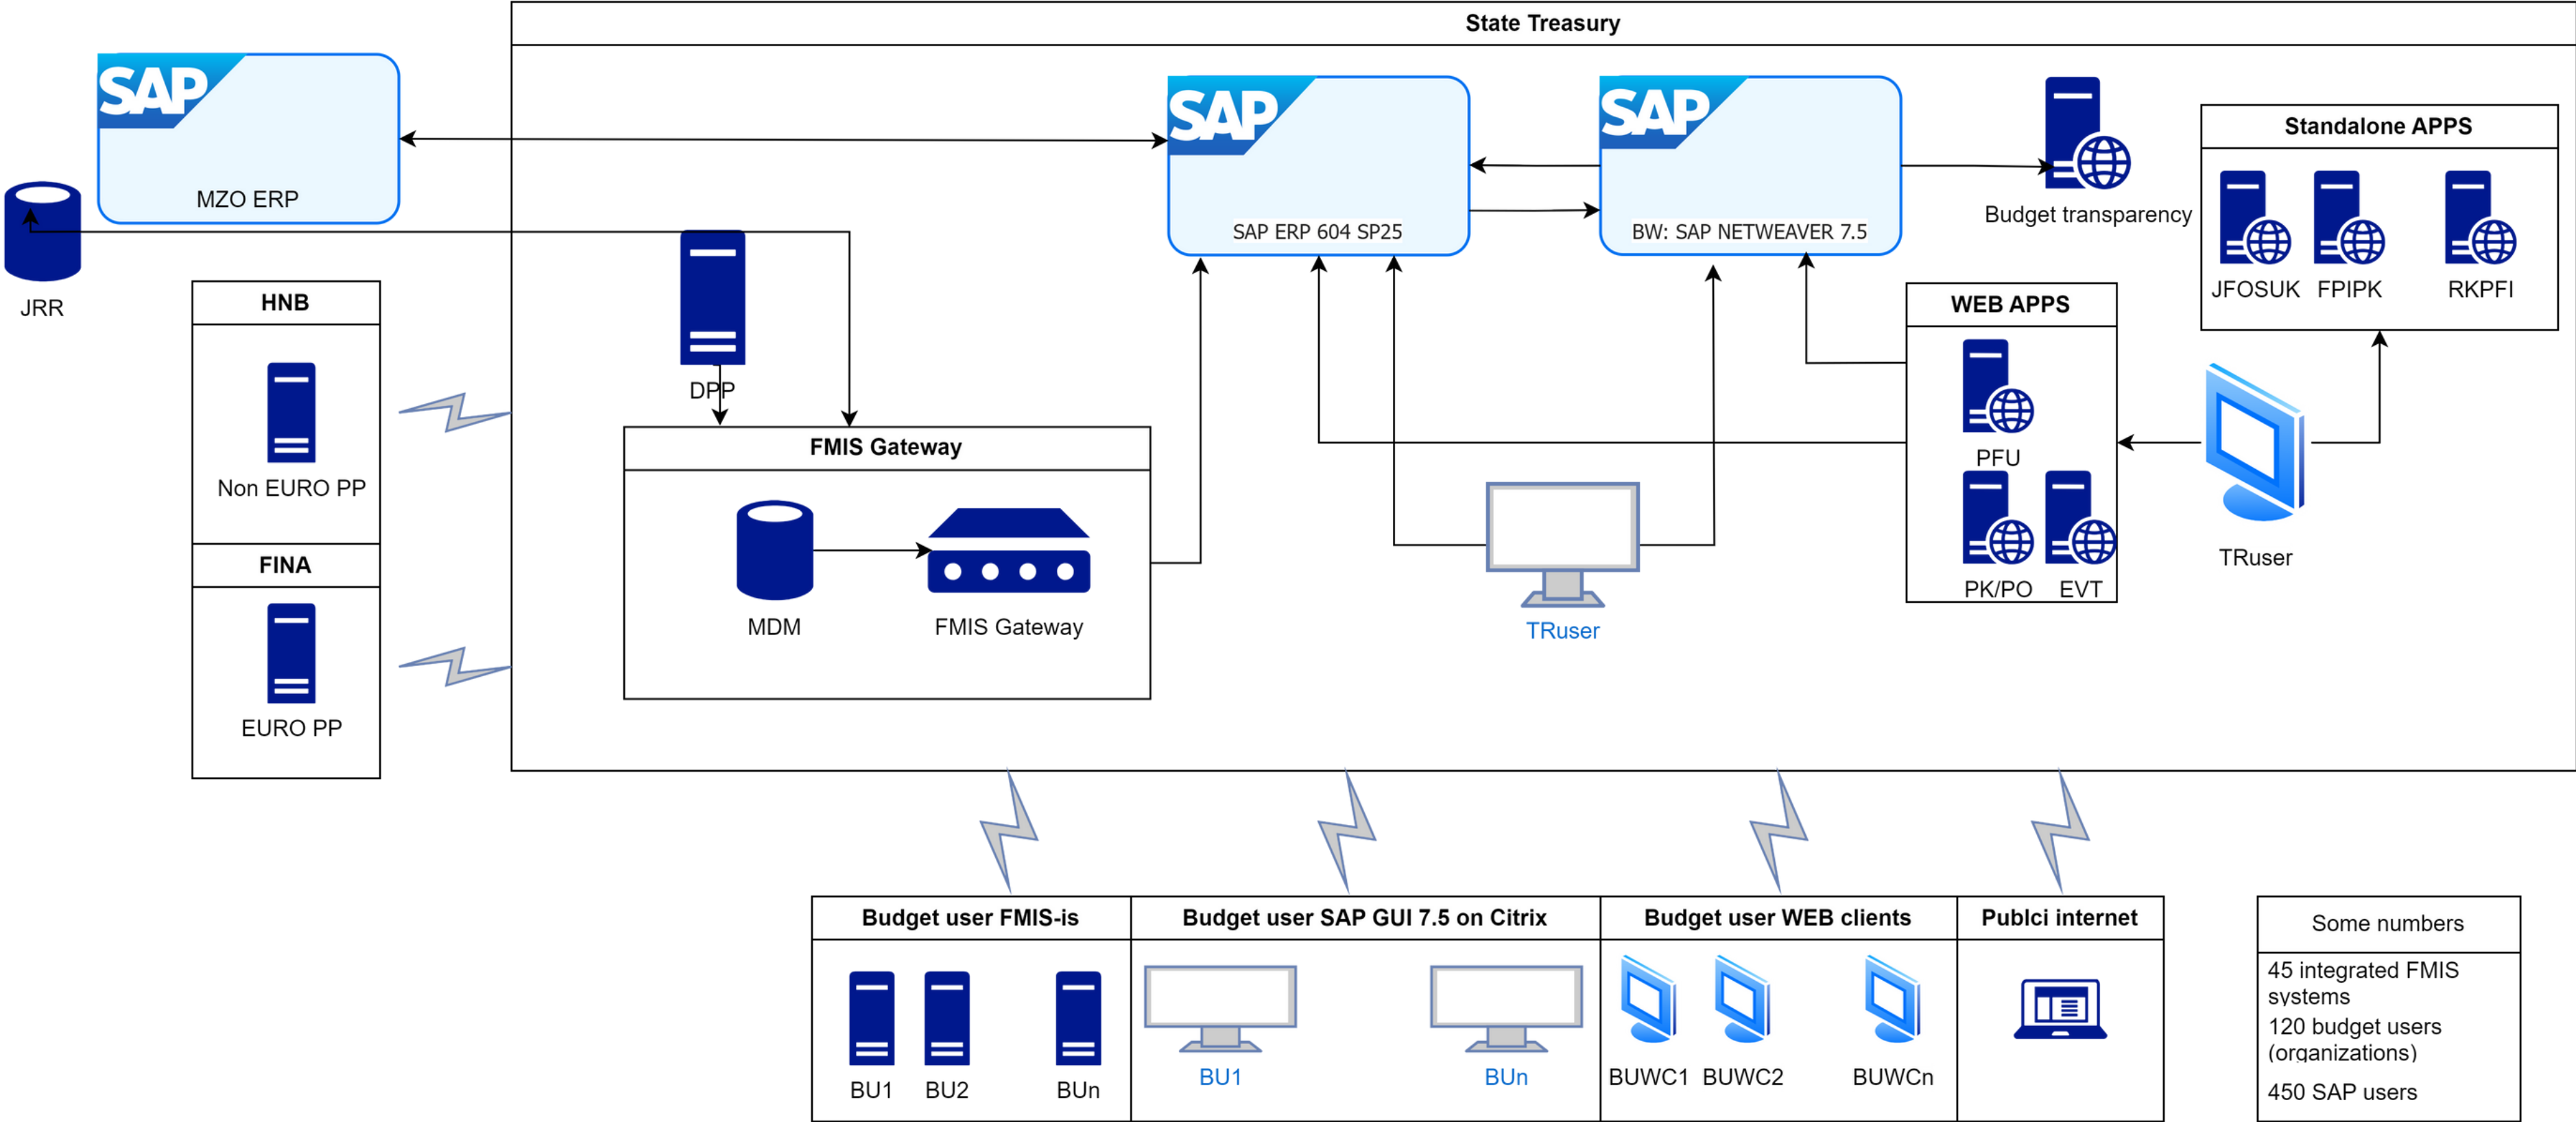 State Treasury
SAP
MZO ERP
JRR
SAP
SAP ERP 604 SP25
SAP
BW: SAP NETWEAVER 7.5
Budget transparency
Standalone APPS
JFOSUK
FPIPK
RKPFI
HNB
Non EURO PP
FINA
EURO PP
DPP
FMIS Gateway
MDM
FMIS Gateway
TRuser
WEB APPS
PFU
PK/PO
EVT
TRuser
Budget user FMIS-is
BU1
BU2
BUn
Budget user SAP GUI 7.5 on Citrix
BU1
BUn
Budget user WEB clients
BUWC1
BUWC2
BUWCn
Publci internet
Some numbers
45 integrated FMIS
systems
120 budget users
(organizations)
450 SAP users